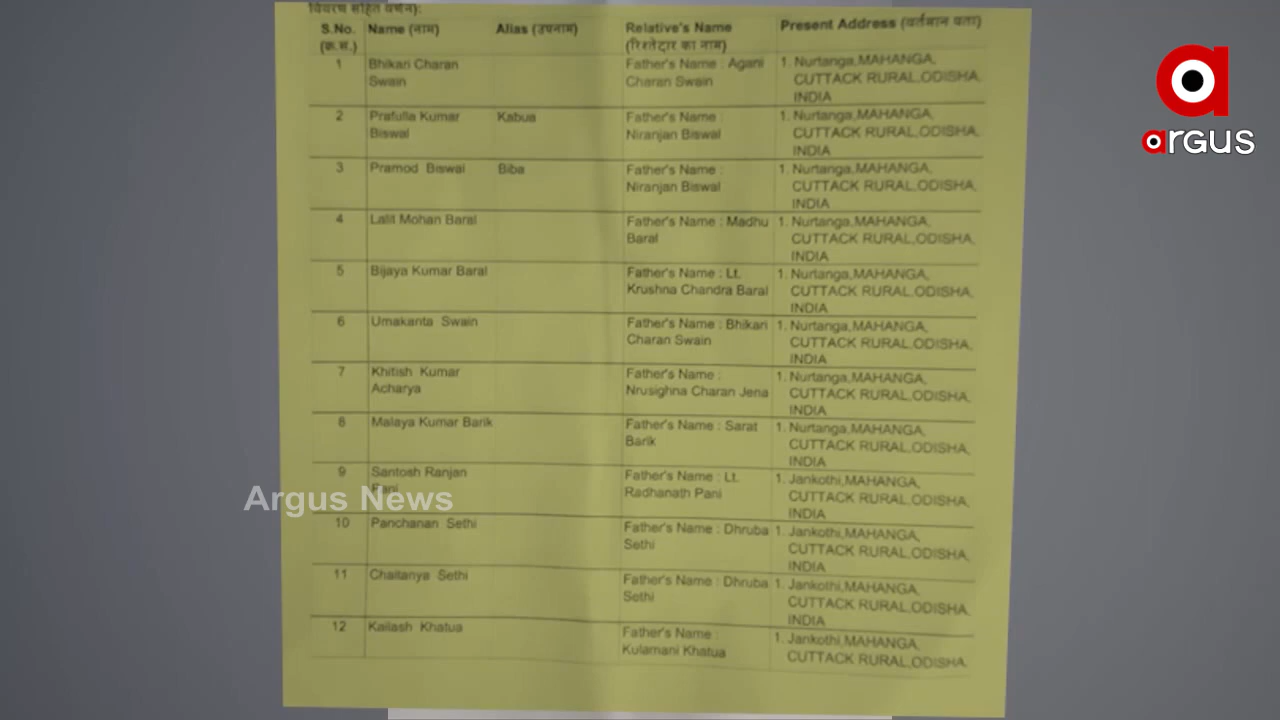 विवरण सहित वर्णन):
S.No. Name (नाम) Alias (उपनाम) Relative's Name Present Address (वर्तमान पता)
(क.सं.) (रिश्तेदार का नाम)
1 Bhikari Charan Father's Name : Agani 1. Nurtanga,MAHANGA,
Swain Charan Swain CUTTACK RURAL,ODISHA,
INDIA
2 Prafulla Kumar Kabua Father's Name : 1. Nurtanga,MAHANGA,
Biswal Niranjan Biswal CUTTACK RURAL,ODISHA,
INDIA
3 Pramod Biswal Biba Father's Name : 1. Nurtanga,MAHANGA,
Niranjan Biswal CUTTACK RURAL,ODISHA,
INDIA
4 Lalit Mohan Baral Father's Name : Madhu 1. Nurtanga,MAHANGA,
Baral CUTTACK RURAL,ODISHA,
INDIA
5 Bijaya Kumar Baral Father's Name : Lt. 1. Nurtanga,MAHANGA,
Krushna Chandra Baral CUTTACK RURAL,ODISHA,
INDIA
6 Umakanta Swain Father's Name : Bhikari 1. Nurtanga,MAHANGA,
Charan Swain CUTTACK RURAL,ODISHA,
INDIA
7 Khitish Kumar Father's Name : 1. Nurtanga,MAHANGA,
Acharya Nrusighna Charan Jena CUTTACK RURAL,ODISHA,
INDIA
8 Malaya Kumar Barik Father's Name : Sarat 1. Nurtanga,MAHANGA,
Barik CUTTACK RURAL,ODISHA,
INDIA
9 Santosh Ranjan Father's Name : Lt. 1. Jankothi,MAHANGA,
Pani Radhanath Pani CUTTACK RURAL,ODISHA,
INDIA
10 Panchanan Sethi Father's Name : Dhruba 1. Jankothi,MAHANGA,
Sethi CUTTACK RURAL,ODISHA,
INDIA
11 Chaitanya Sethi Father's Name : Dhruba 1. Jankothi,MAHANGA,
Sethi CUTTACK RURAL,ODISHA,
INDIA
12 Kailash Khatua Father's Name : 1. Jankothi,MAHANGA,
Kulamani Khatua CUTTACK RURAL,ODISHA,
argus
Argus News